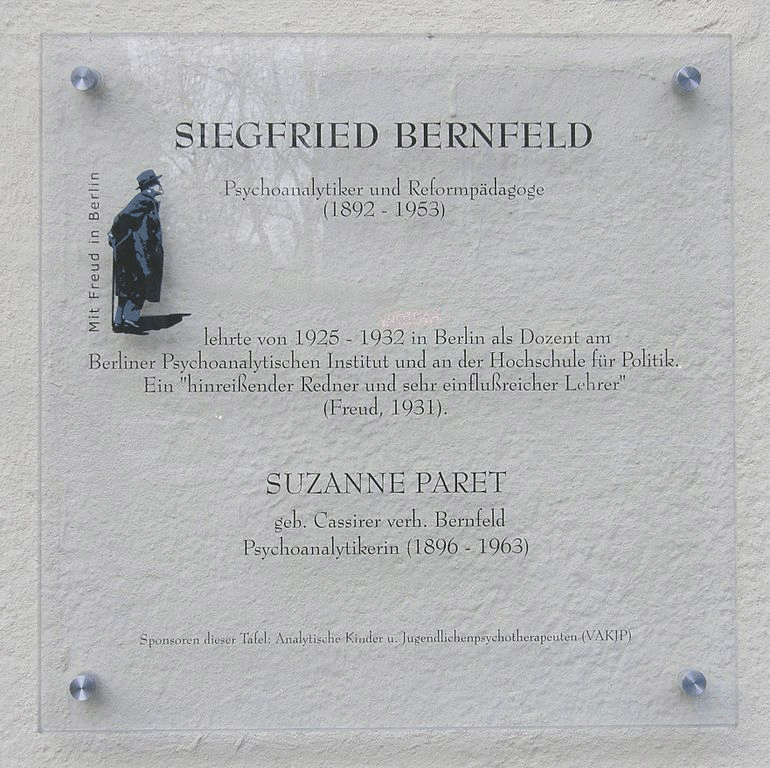 SIEGFRIED BERNFELD
Psychoanalytiker und Reformpädagoge
(1892 - 1953)
Mit Freud in Berlin
lehrte von 1925 - 1932 in Berlin als Dozent am
Berliner Psychoanalytischen Institut und an der Hochschule für Politik.
Ein "hinreißender Redner und sehr einflußreicher Lehrer"
(Freud, 1931).
SUZANNE PARET
geb. Cassirer verh. Bernfeld
Psychoanalytikerin (1896 - 1963)
Sponsoren dieser Tafel: Analytische Kinder u. Jugendlichenpsychotherapeuten (VAKJP)